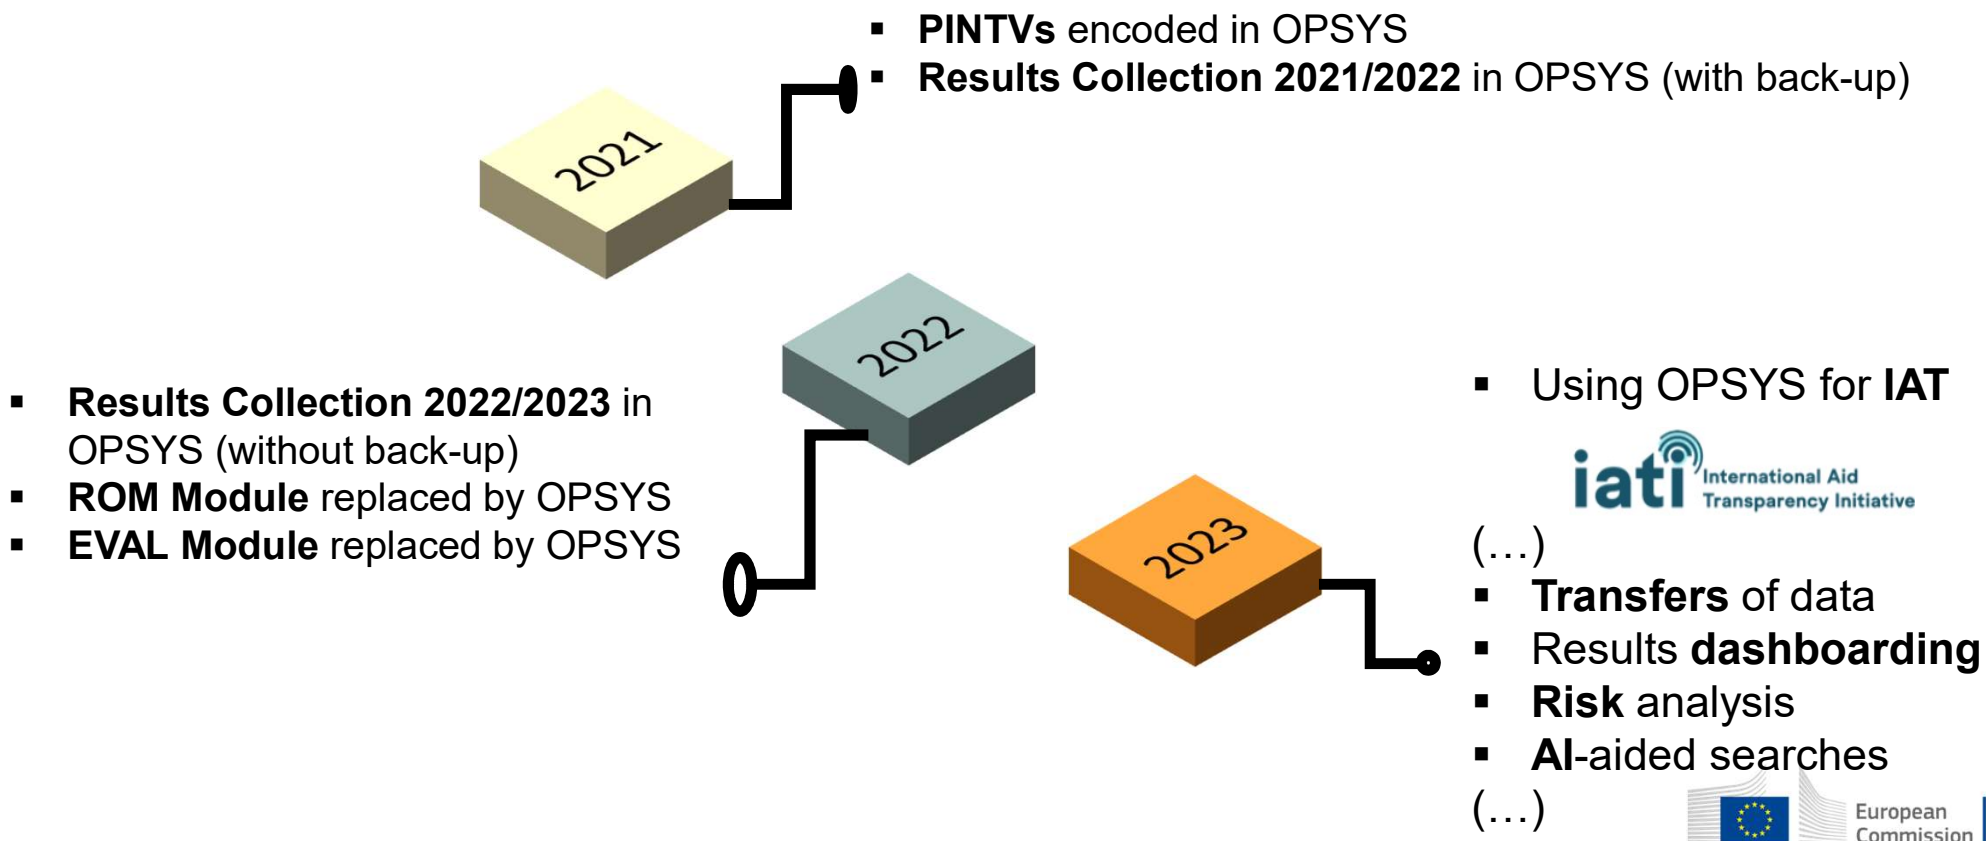 ▪ PINTVs encoded in OPSYS
▪ Results Collection 2021/2022 in OPSYS (with back-up)
2021
2022
▪ Results Collection 2022/2023 in
OPSYS (without back-up)
▪ ROM Module replaced by OPSYS
▪ EVAL Module replaced by OPSYS
2023
▪ Using OPSYS for IAT
iati International Aid
Transparency Initiative
(…)
▪ Transfers of data
▪ Results dashboarding
▪ Risk analysis
▪ AI-aided searches
(…)
European
Commission